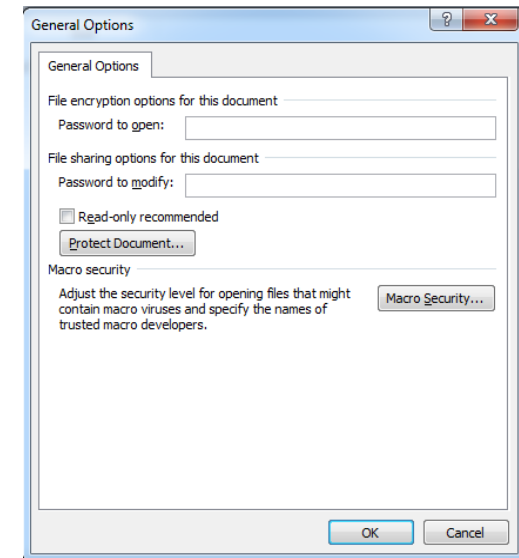 General Options
? X
General Options
File encryption options for this document
Password to open:
File sharing options for this document
Password to modify:
Read-only recommended
Protect Document...
Macro security
Adjust the security level for opening files that might
contain macro viruses and specify the names of
trusted macro developers.
Macro Security...
OK Cancel